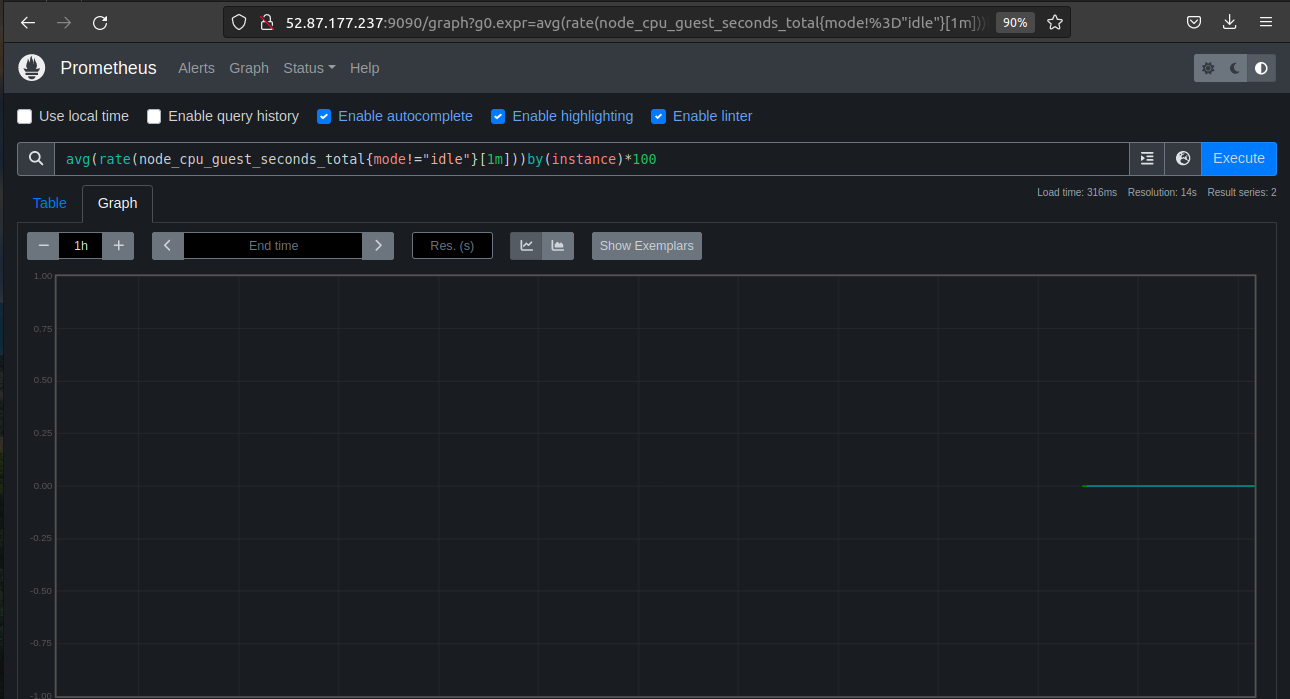 52.87.177.237:9090/graph?g0.expr=avg(rate(node_cpu_guest_seconds_total{mode!%3D"idle"}[1m])) 90%
Prometheus Alerts Graph Status Help
Use local time Enable query history Enable autocomplete Enable highlighting Enable linter
avg(rate(node_cpu_guest_seconds_total{mode!="idle"}[1m]))by(instance)*100 Execute
Load time: 316ms Resolution: 14s Result series: 2
Table Graph
− 1h + End time Res. (s) Show Exemplars
1.00
0.75
0.50
0.25
0.00
-0.25
-0.50
-0.75
-1.00